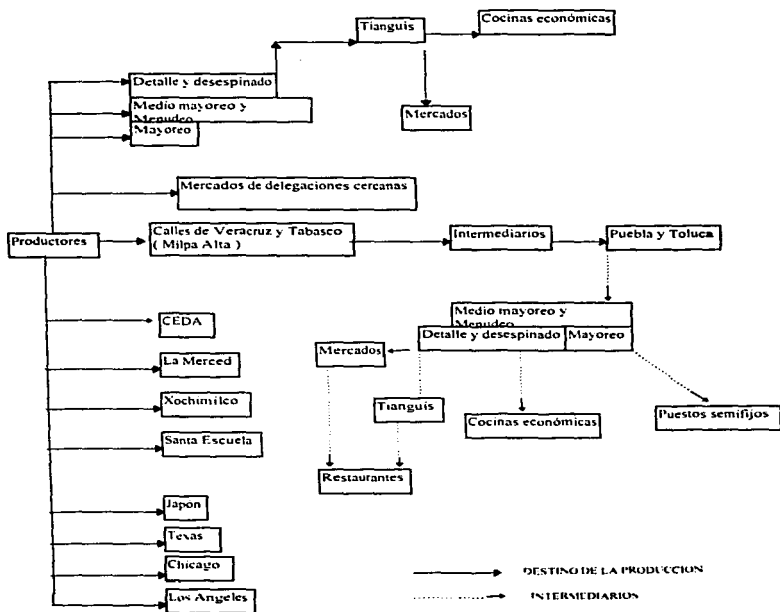 Tianguis
Cocinas económicas
Detalle y desespinado
Medio mayoreo y
Menudeo
Mayoreo
Mercados
Mercados de delegaciones cercanas
Productores
Calles de Veracruz y Tabasco
( Milpa Alta )
Intermediarios
Puebla y Toluca
CEDA
La Merced
Xochimilco
Santa Escuela
Japon
Texas
Chicago
Los Angeles
Medio mayoreo y
Menudeo
Detalle y desespinado
Mayoreo
Mercados
Tianguis
Cocinas económicas
Puestos semifijos
Restaurantes
DESTINO DE LA PRODUCCION
INTERMEDIARIOS